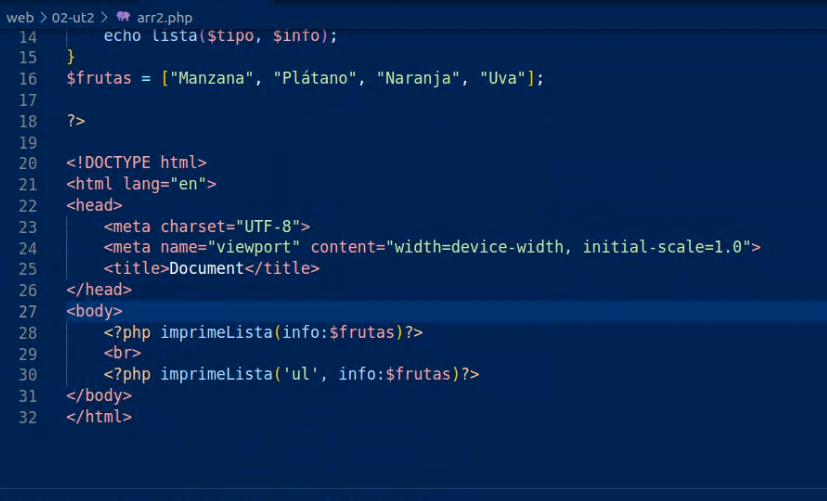 web > 02-ut2 > arr2.php
14 echo lista($tipo, $info);
15 }
16 $frutas = ["Manzana", "Plátano", "Naranja", "Uva"];
17
18 ?>
19
20 <!DOCTYPE html>
21 <html lang="en">
22 <head>
23 <meta charset="UTF-8">
24 <meta name="viewport" content="width=device-width, initial-scale=1.0">
25 <title>Document</title>
26 </head>
27 <body>
28 <?php imprimeLista(info:$frutas)?>
29 <br>
30 <?php imprimeLista('ul', info:$frutas)?>
31 </body>
32 </html>